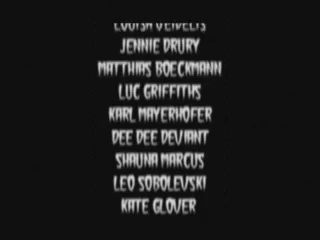 JENNIE DRURY
MATTHIAS BOECKMANN
LUC GRIFFITHS
KARL MAYERHOFER
DEE DEE DEVIANT
SHAUNA MARCUS
LEO SOBOLEVSKI
KATE GLOVER